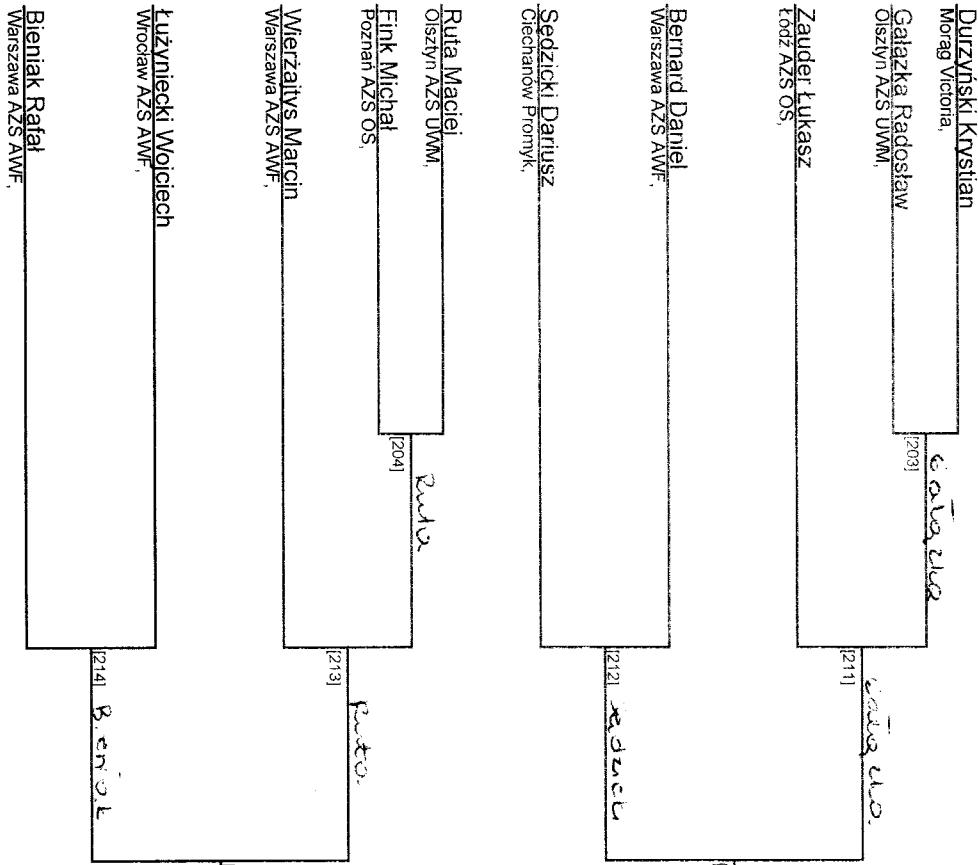 Durzyński Krystian
Morąg Victoria,
Gałązka Radosław
Olsztyn AZS UWM,
[203]
Gałązka
Zauder Łukasz
Łódź AZS OS,
[211]
Gałązka
Bernard Daniel
Warszawa AZS AWF,
Sędzicki Dariusz
Ciechanów Promyk,
[212]
Ruta Maciej
Olsztyn AZS UWM,
Fink Michał
Poznań AZS OS,
[204]
Ruta
Wierżajtys Marcin
Warszawa AZS AWF,
[213]
Ruta
Łużyniecki Wojciech
Wrocław AZS AWF,
Bieniak Rafał
Warszawa AZS AWF,
[214]
Bieniak